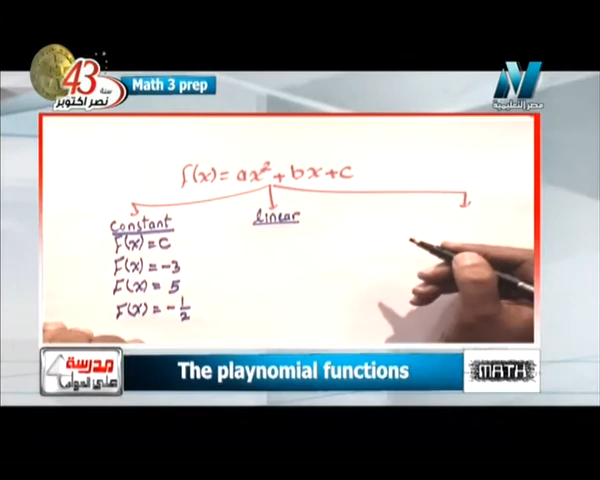 43
سنة
نصر اكتوبر
Math 3 prep
مصر التعليمية
f(x) = ax² + bx + c
constant
f(x) = c
f(x) = -3
f(x) = 5
f(x) = -1/2
linear
مدرسة
على الهواء
The playnomial functions
MATH